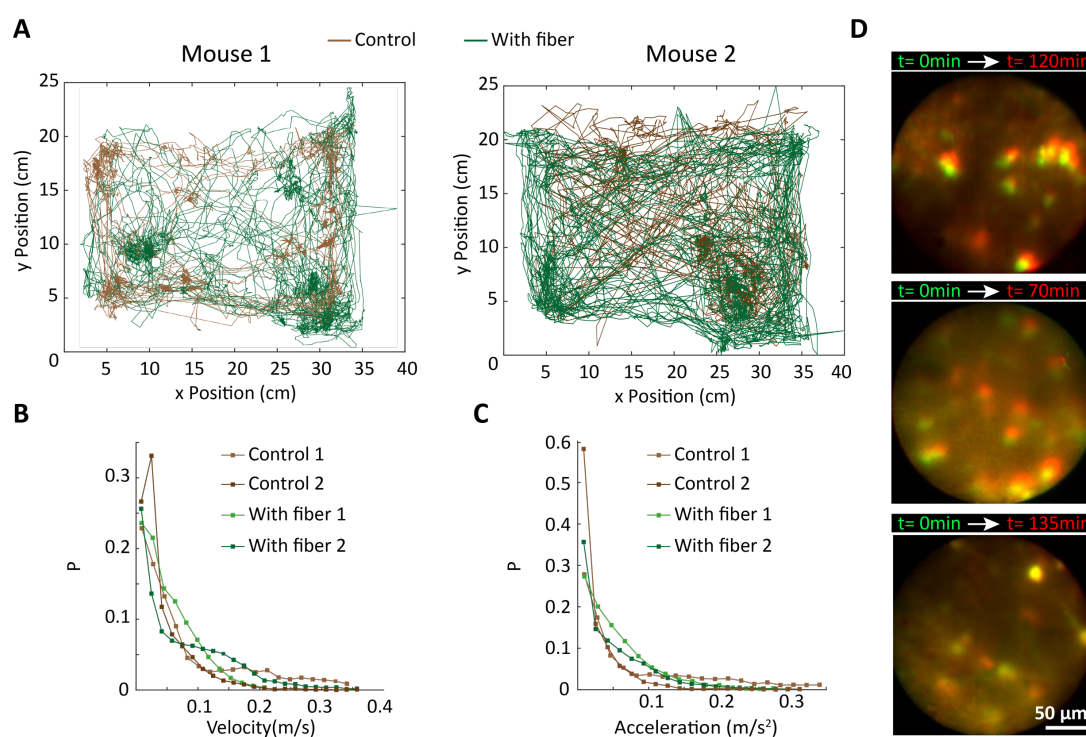 A
Control
With fiber
Mouse 1
Mouse 2
25
20
15
10
5
0
y Position (cm)
5
10
15
20
25
30
35
40
x Position (cm)
25
20
15
10
5
0
y Position (cm)
5
10
15
20
25
30
35
40
x Position (cm)
B
Control 1
Control 2
With fiber 1
With fiber 2
0.3
0.2
0.1
0
P
0.1
0.2
0.3
0.4
Velocity(m/s)
C
Control 1
Control 2
With fiber 1
With fiber 2
0.6
0.5
0.4
0.3
0.2
0.1
0
P
0.1
0.2
0.3
Acceleration (m/s²)
D
t= 0min t= 120min
t= 0min t= 70min
t= 0min t= 135min
50 µm